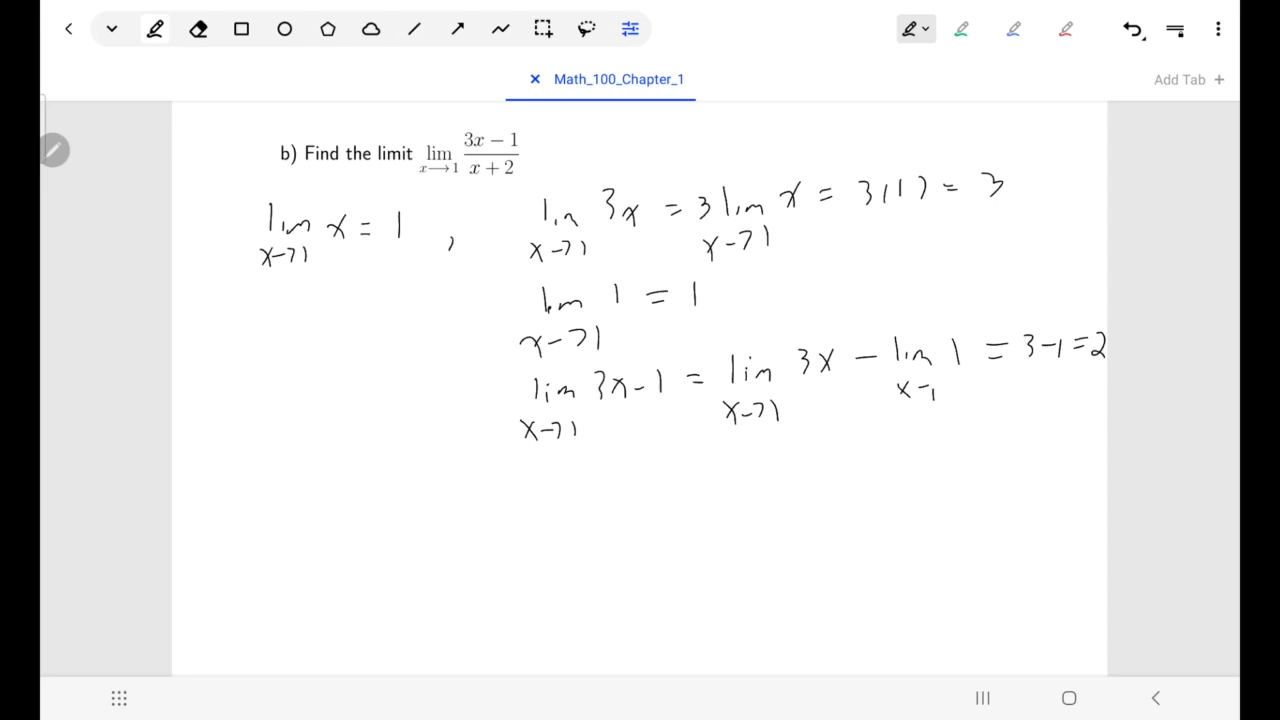 Math_100_Chapter_1
Add Tab +
b) Find the limit lim x→1 (3x − 1)/(x + 2)
lim x→1 x = 1 , lim x→1 3x = 3 lim x→1 x = 3(1) = 3
lim x→1 1 = 1
lim x→1 3x-1 = lim x→1 3x − lim x→1 1 = 3-1=2